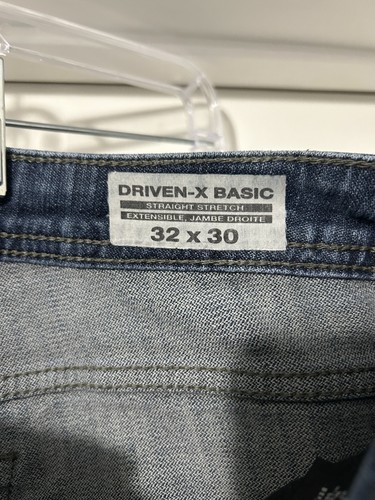 DRIVEN-X BASIC
STRAIGHT STRETCH
EXTENSIBLE, JAMBE DROITE
32 x 30